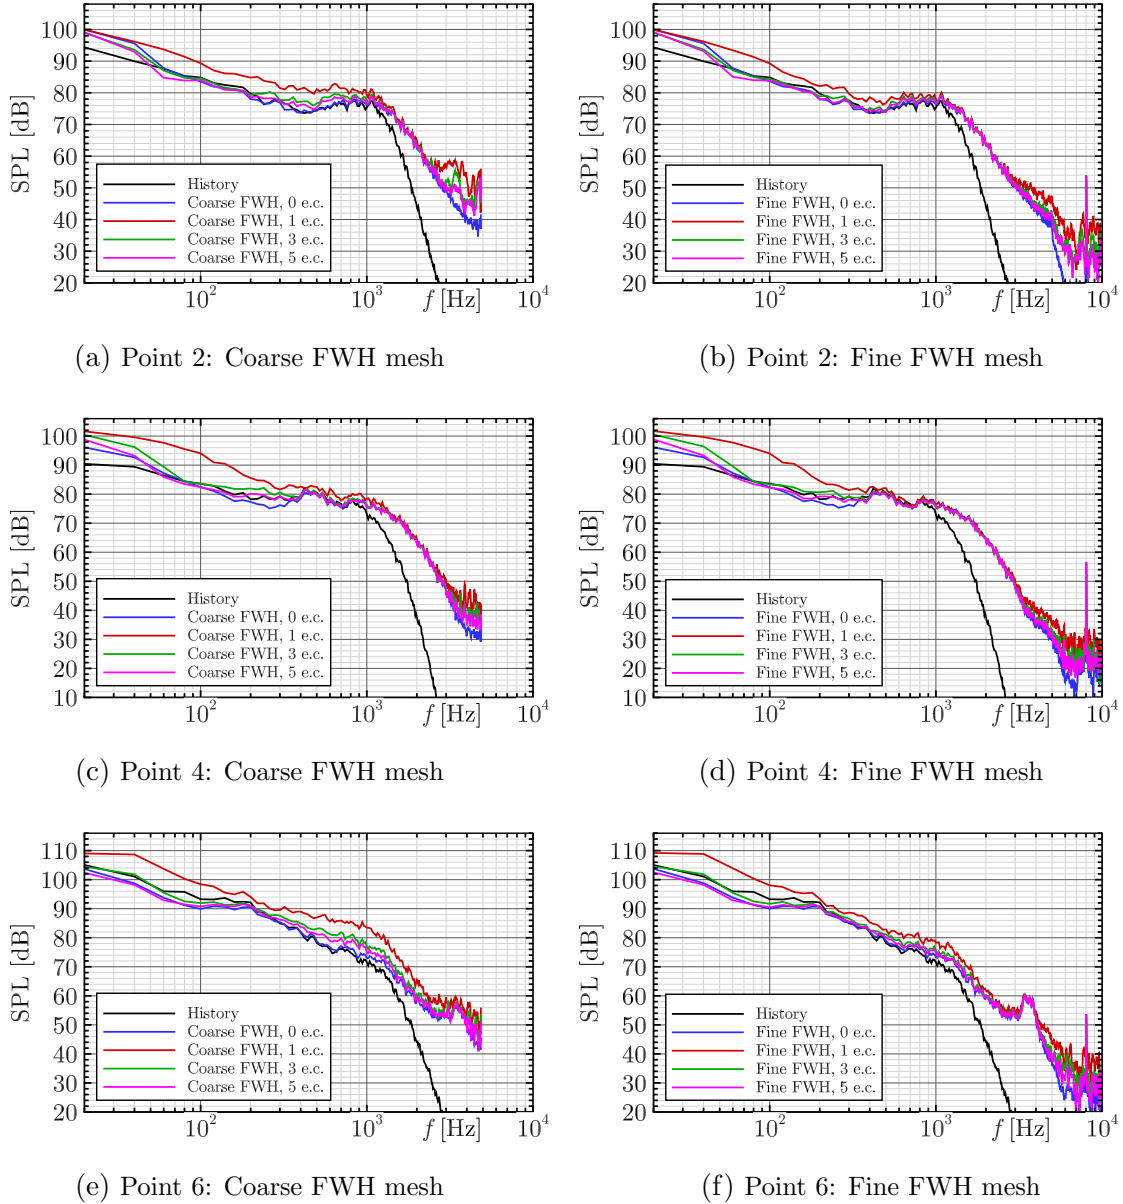 100
90
80
70
60
50
40
30
20
SPL [dB]
History
Coarse FWH, 0 e.c.
Coarse FWH, 1 e.c.
Coarse FWH, 3 e.c.
Coarse FWH, 5 e.c.
10^2
10^3
f [Hz]
10^4
(a) Point 2: Coarse FWH mesh
100
90
80
70
60
50
40
30
20
SPL [dB]
History
Fine FWH, 0 e.c.
Fine FWH, 1 e.c.
Fine FWH, 3 e.c.
Fine FWH, 5 e.c.
10^2
10^3
f [Hz]
10^4
(b) Point 2: Fine FWH mesh
100
90
80
70
60
50
40
30
20
10
SPL [dB]
History
Coarse FWH, 0 e.c.
Coarse FWH, 1 e.c.
Coarse FWH, 3 e.c.
Coarse FWH, 5 e.c.
10^2
10^3
f [Hz]
10^4
(c) Point 4: Coarse FWH mesh
100
90
80
70
60
50
40
30
20
10
SPL [dB]
History
Fine FWH, 0 e.c.
Fine FWH, 1 e.c.
Fine FWH, 3 e.c.
Fine FWH, 5 e.c.
10^2
10^3
f [Hz]
10^4
(d) Point 4: Fine FWH mesh
110
100
90
80
70
60
50
40
30
20
SPL [dB]
History
Coarse FWH, 0 e.c.
Coarse FWH, 1 e.c.
Coarse FWH, 3 e.c.
Coarse FWH, 5 e.c.
10^2
10^3
f [Hz]
10^4
(e) Point 6: Coarse FWH mesh
110
100
90
80
70
60
50
40
30
20
SPL [dB]
History
Fine FWH, 0 e.c.
Fine FWH, 1 e.c.
Fine FWH, 3 e.c.
Fine FWH, 5 e.c.
10^2
10^3
f [Hz]
10^4
(f) Point 6: Fine FWH mesh